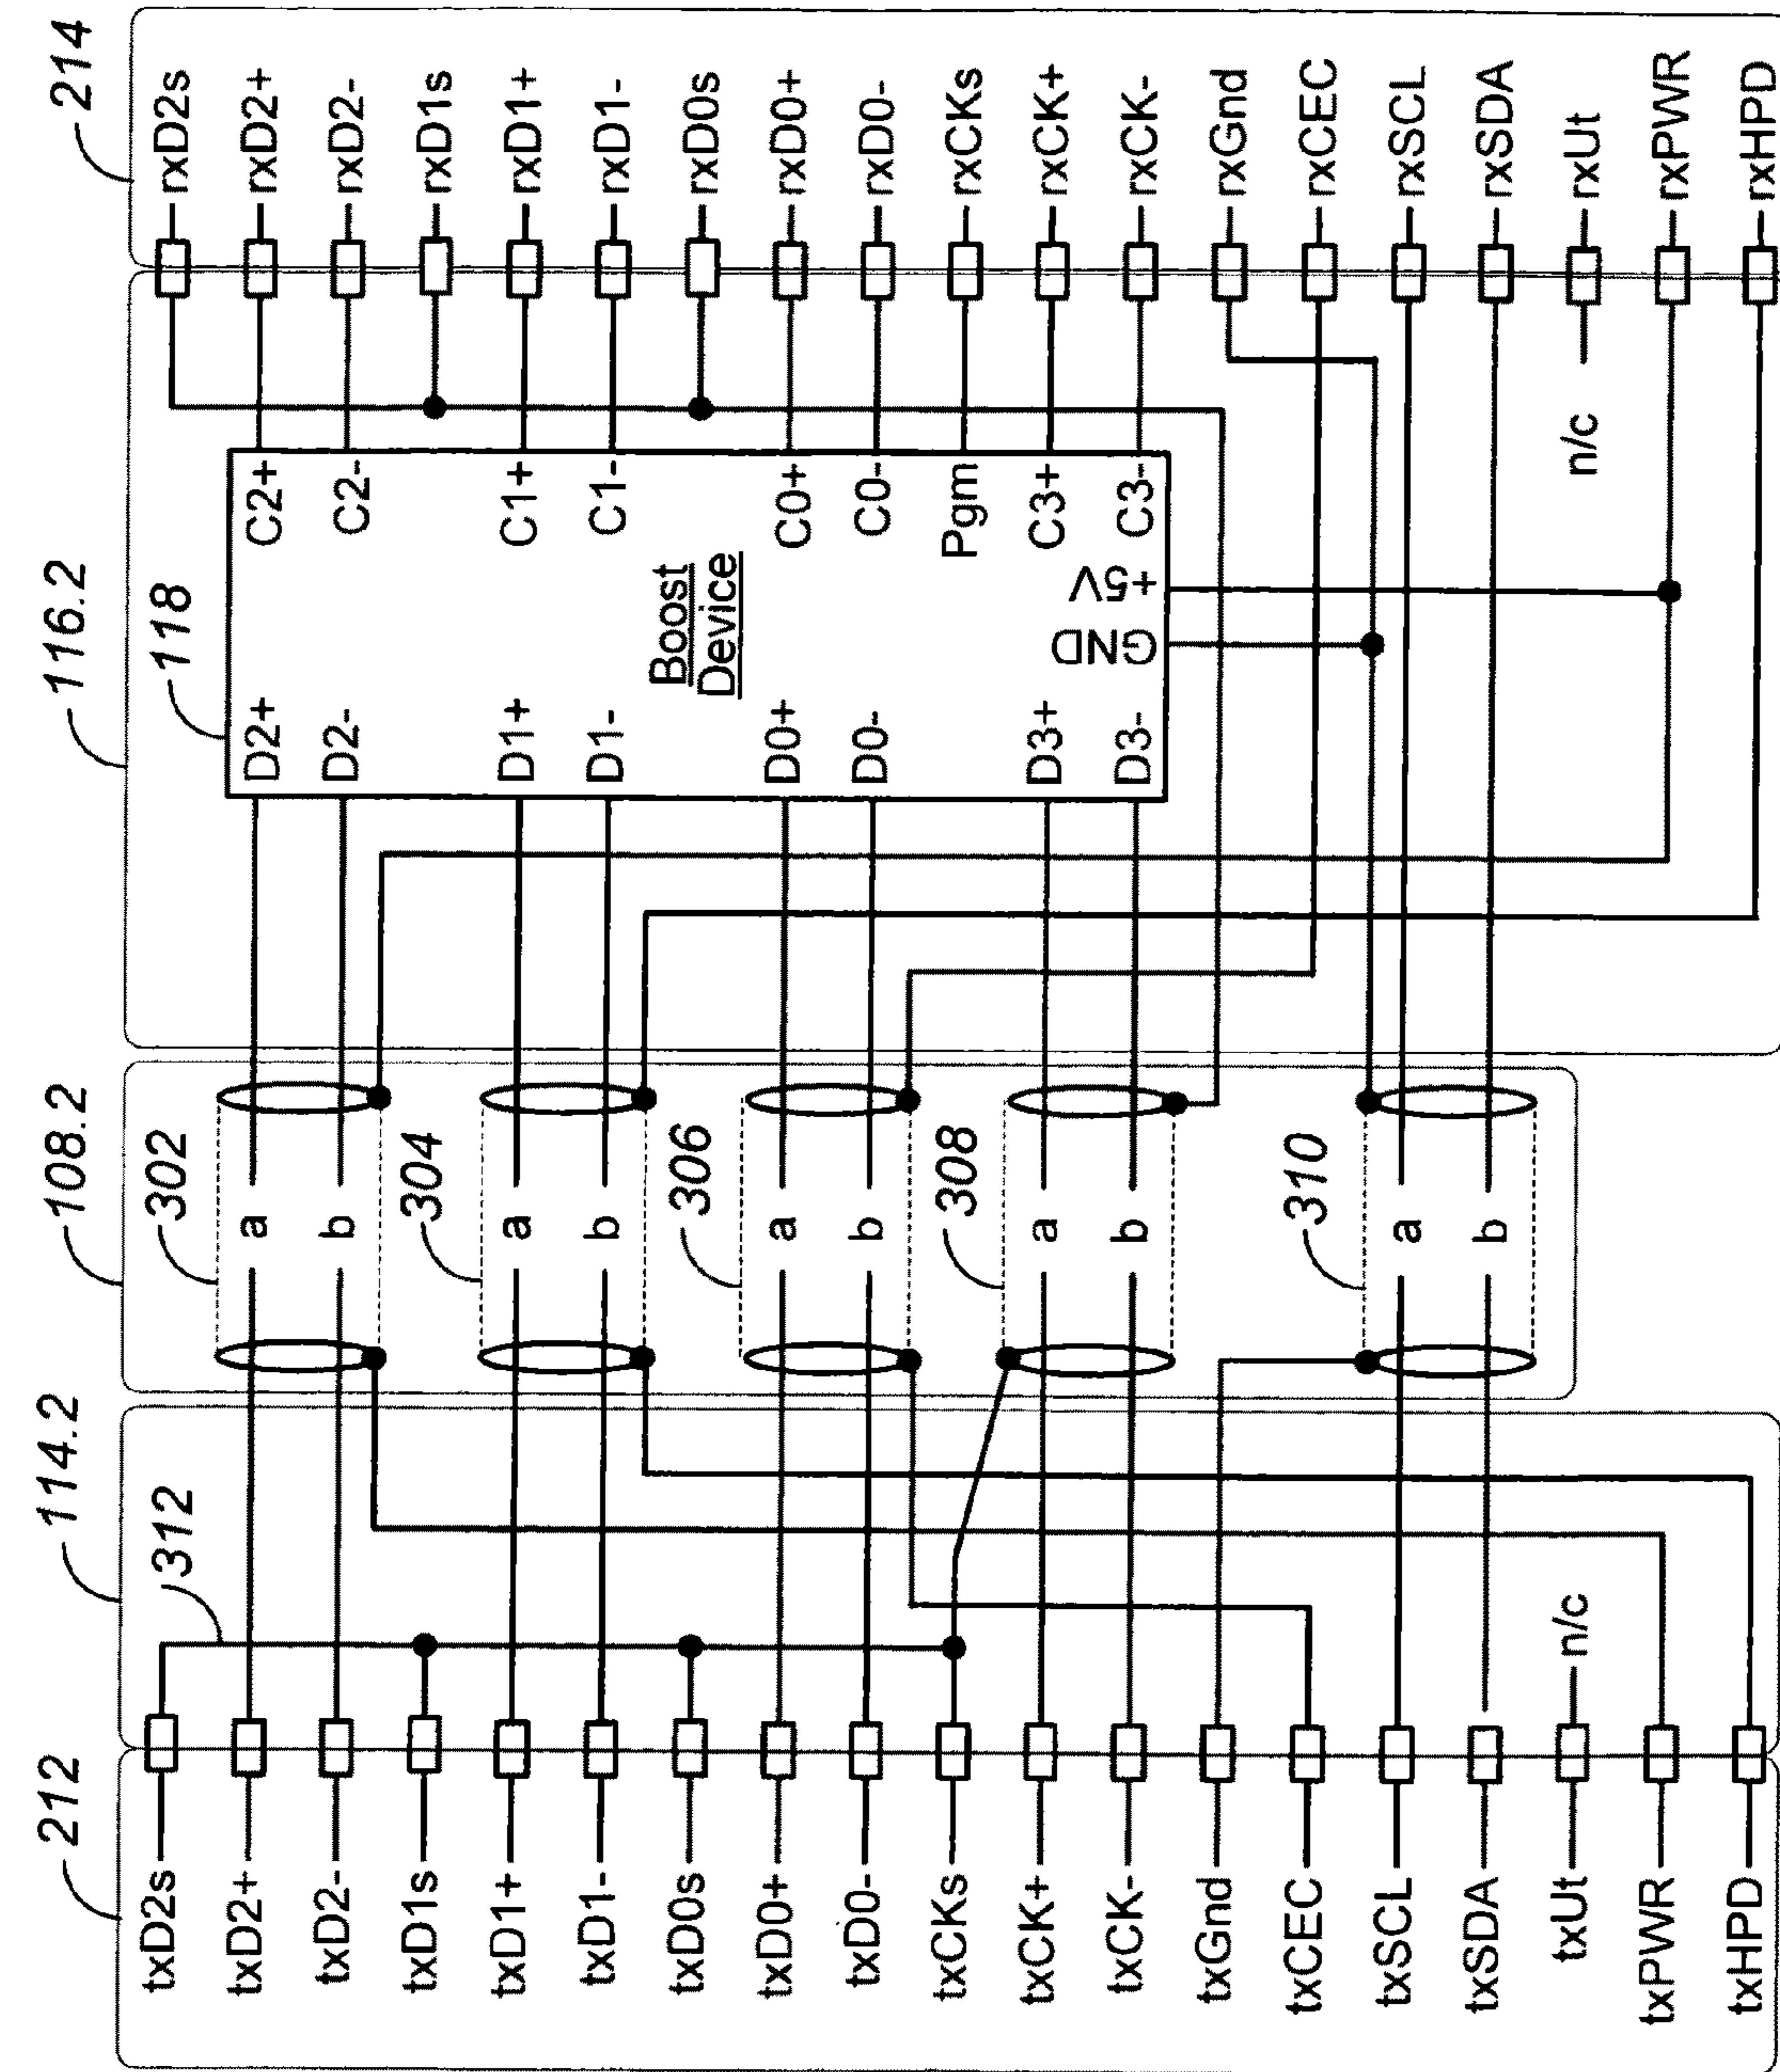 212
114.2
108.2
116.2
214
312
302
304
306
308
310
118
txD2s
txD2+
txD2-
txD1s
txD1+
txD1-
txD0s
txD0+
txD0-
txCKs
txCK+
txCK-
txGnd
txCEC
txSCL
txSDA
txUt
txPWR
txHPD
n/c
a
b
a
b
a
b
a
b
a
b
D2+
D2-
D1+
D1-
D0+
D0-
D3+
D3-
Boost
Device
GND
+5V
C2+
C2-
C1+
C1-
C0+
C0-
Pgm
C3+
C3-
n/c
rxD2s
rxD2+
rxD2-
rxD1s
rxD1+
rxD1-
rxD0s
rxD0+
rxD0-
rxCKs
rxCK+
rxCK-
rxGnd
rxCEC
rxSCL
rxSDA
rxUt
rxPWR
rxHPD